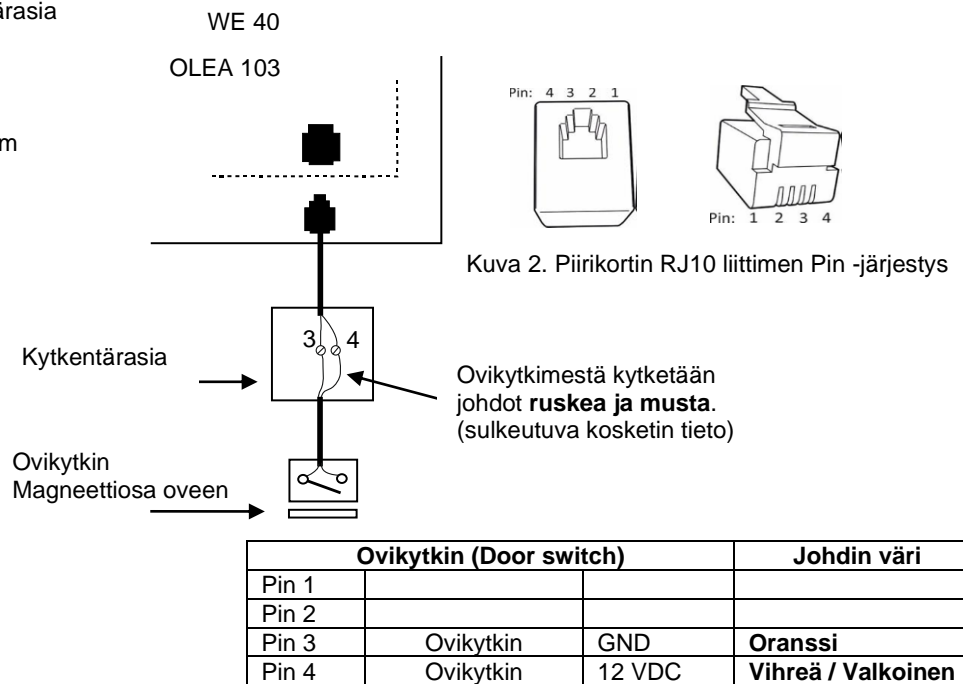 ärasia
WE 40
OLEA 103
m
Pin: 4 3 2 1
Pin: 1 2 3 4
Kuva 2. Piirikortin RJ10 liittimen Pin -järjestys
3 4
Kytkentärasia
Ovikytkimestä kytketään
johdot ruskea ja musta.
(sulkeutuva kosketin tieto)
Ovikytkin
Magneettiosa oveen
Ovikytkin (Door switch) Johdin väri
Pin 1
Pin 2
Pin 3 Ovikytkin GND Oranssi
Pin 4 Ovikytkin 12 VDC Vihreä / Valkoinen